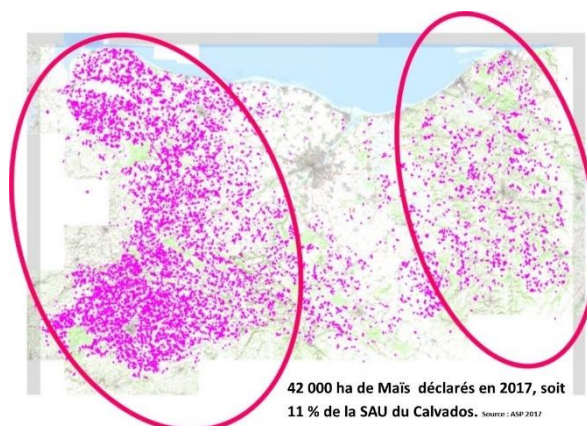 42 000 ha de Maïs déclarés en 2017, soit
11 % de la SAU du Calvados. Source : ASP 2017